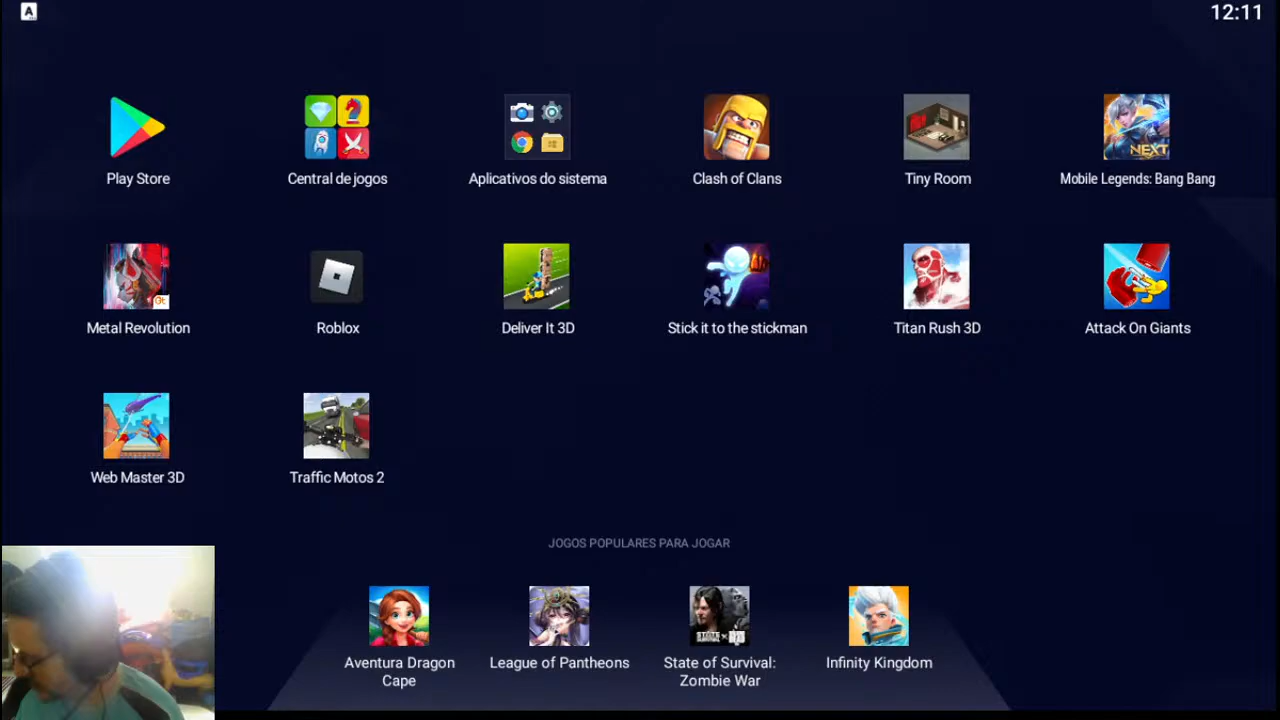 A
12:11
Play Store
Central de jogos
Aplicativos do sistema
Clash of Clans
Tiny Room
Mobile Legends: Bang Bang
NEXT
Metal Revolution
Gt
Roblox
Deliver It 3D
Stick it to the stickman
Titan Rush 3D
Attack On Giants
Web Master 3D
Traffic Motos 2
JOGOS POPULARES PARA JOGAR
Aventura Dragon
Cape
League of Pantheons
State of Survival:
Zombie War
Infinity Kingdom